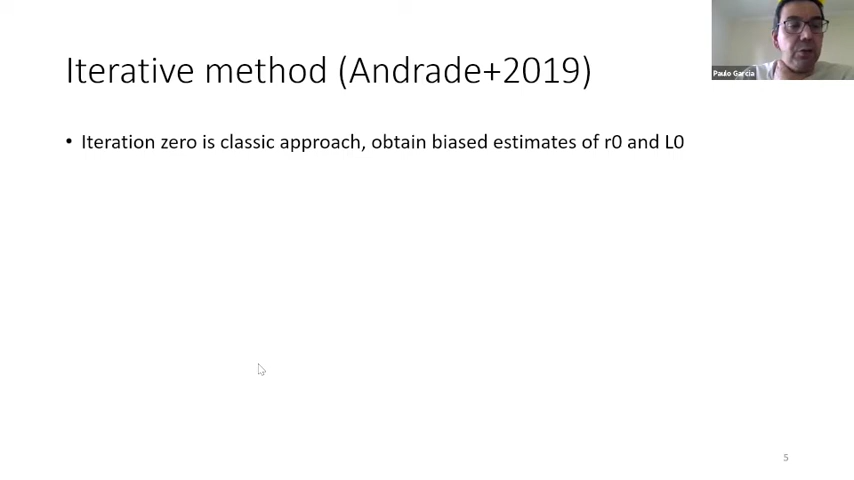 Paulo Garcia
Iterative method (Andrade+2019)
• Iteration zero is classic approach, obtain biased estimates of r0 and L0
5